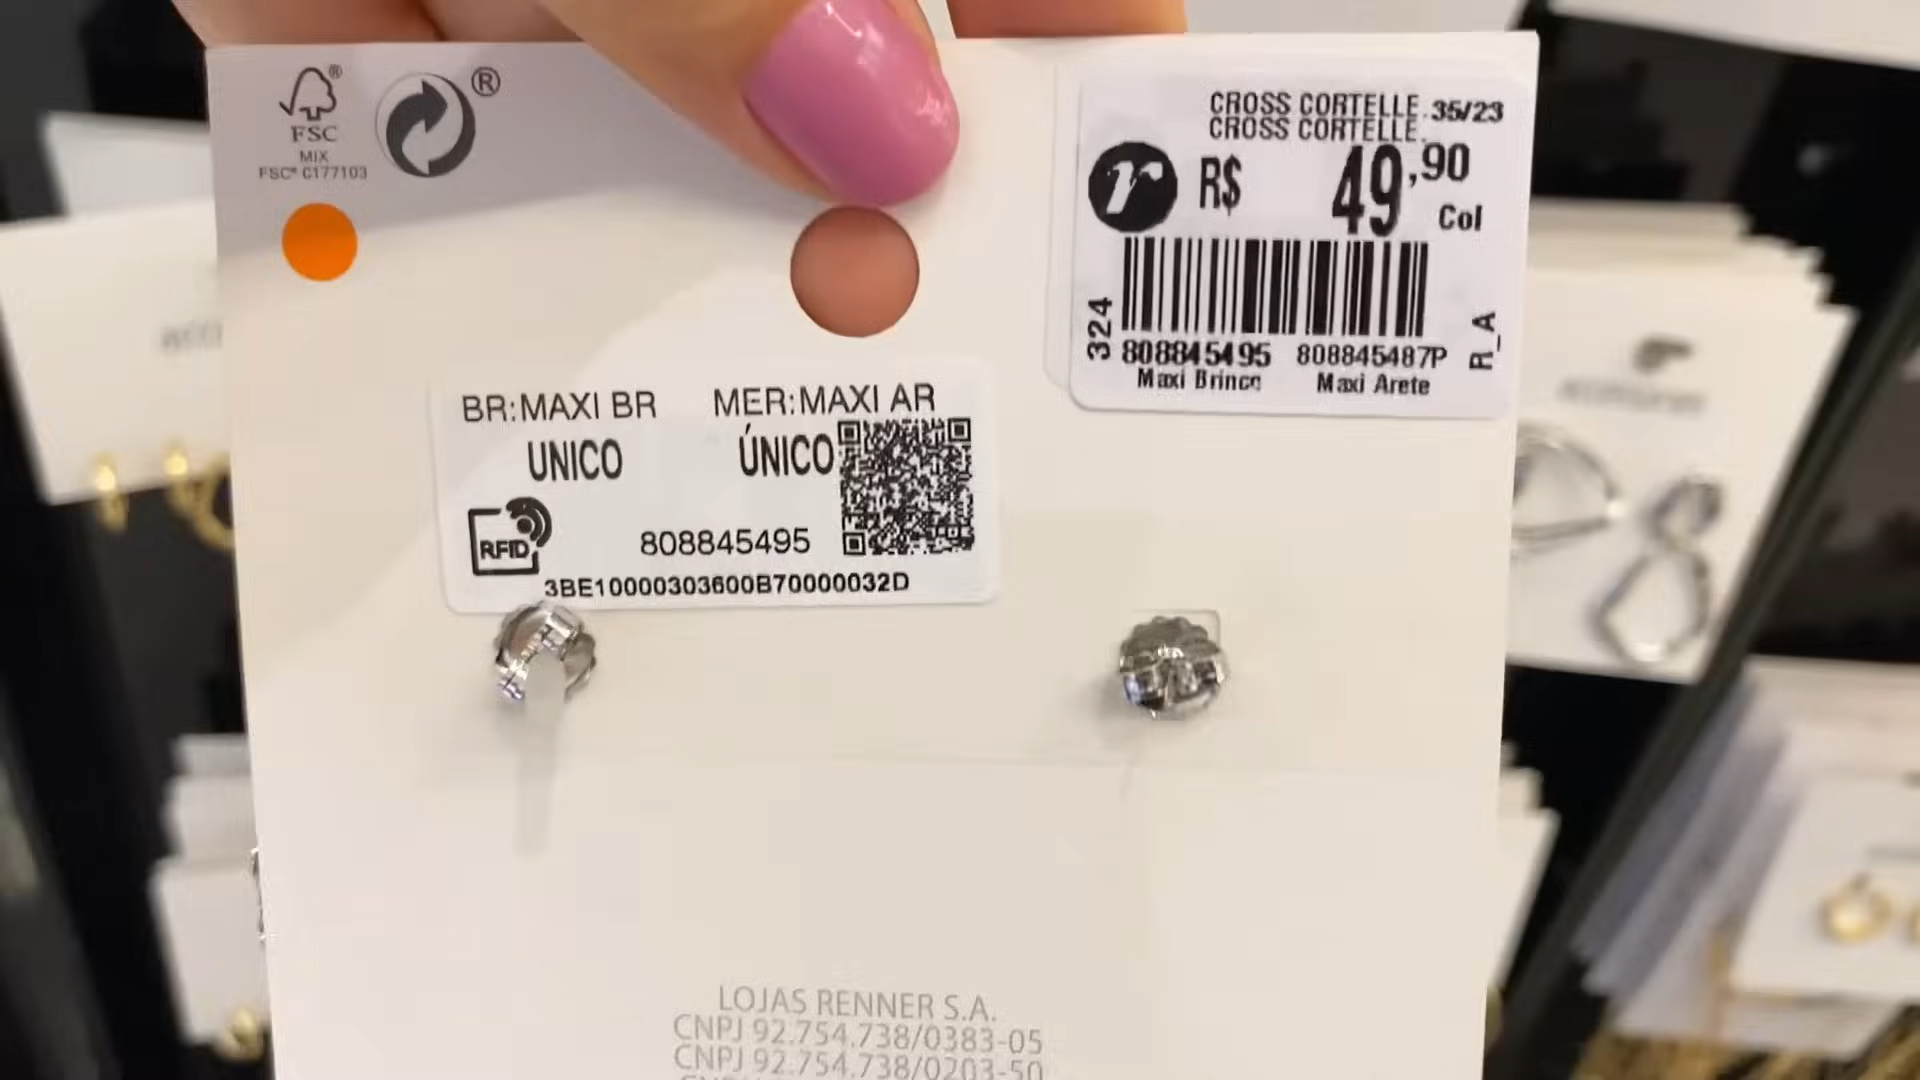 FSC
MIX
FSC® C177103
®
CROSS CORTELLE 35/23
CROSS CORTELLE
r R$ 49,90
Col
324
R_A
808845495 808845487P
Maxi Brinco Maxi Arete
BR:MAXI BR MER:MAXI AR
UNICO ÚNICO
RFID 808845495
3BE10000303600B70000032D
LOJAS RENNER S.A.
CNPJ 92.754.738/0383-05
CNPJ 92.754.738/0203-50